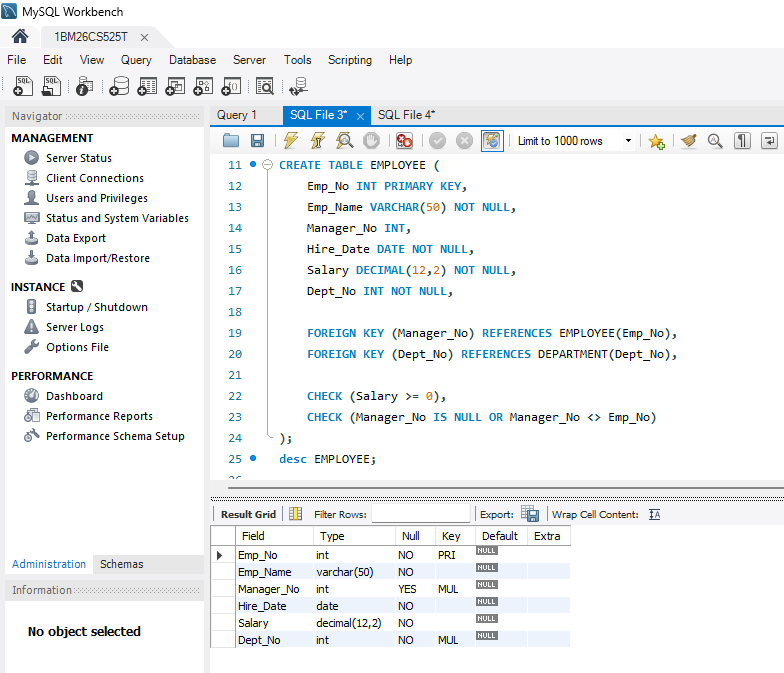 MySQL Workbench
1BM26CS525T
File Edit View Query Database Server Tools Scripting Help
Navigator
MANAGEMENT
Server Status
Client Connections
Users and Privileges
Status and System Variables
Data Export
Data Import/Restore
INSTANCE
Startup / Shutdown
Server Logs
Options File
PERFORMANCE
Dashboard
Performance Reports
Performance Schema Setup
Administration Schemas
Information
No object selected
Query 1 SQL File 3* SQL File 4*
Limit to 1000 rows
11 CREATE TABLE EMPLOYEE (
12 Emp_No INT PRIMARY KEY,
13 Emp_Name VARCHAR(50) NOT NULL,
14 Manager_No INT,
15 Hire_Date DATE NOT NULL,
16 Salary DECIMAL(12,2) NOT NULL,
17 Dept_No INT NOT NULL,
18
19 FOREIGN KEY (Manager_No) REFERENCES EMPLOYEE(Emp_No),
20 FOREIGN KEY (Dept_No) REFERENCES DEPARTMENT(Dept_No),
21
22 CHECK (Salary >= 0),
23 CHECK (Manager_No IS NULL OR Manager_No <> Emp_No)
24 );
25 desc EMPLOYEE;
Result Grid Filter Rows: Export: Wrap Cell Content:
Field Type Null Key Default Extra
Emp_No int NO PRI NULL
Emp_Name varchar(50) NO NULL
Manager_No int YES MUL NULL
Hire_Date date NO NULL
Salary decimal(12,2) NO NULL
Dept_No int NO MUL NULL